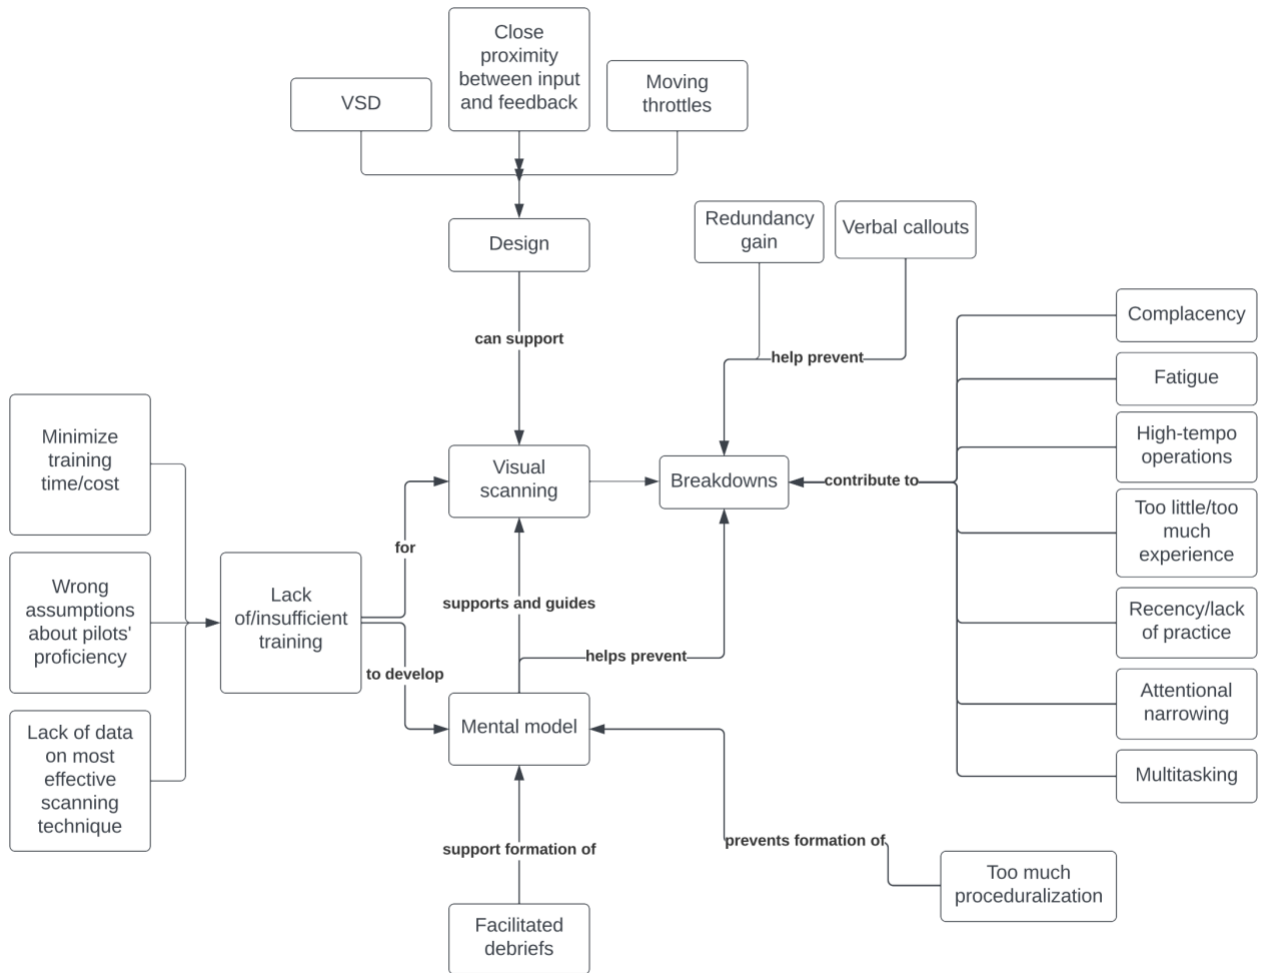 Close
proximity
between input
and feedback
VSD
Moving
throttles
Design
Redundancy
gain
Verbal callouts
can support
help prevent
Complacency
Fatigue
High-tempo
operations
Too little/too
much
experience
Recency/lack
of practice
Attentional
narrowing
Multitasking
contribute to
Visual
scanning
Breakdowns
Minimize
training
time/cost
Wrong
assumptions
about pilots'
proficiency
Lack of data
on most
effective
scanning
technique
Lack
of/insufficient
training
for
to develop
supports and guides
helps prevent
Mental model
support formation of
prevents formation of
Too much
proceduralization
Facilitated
debriefs